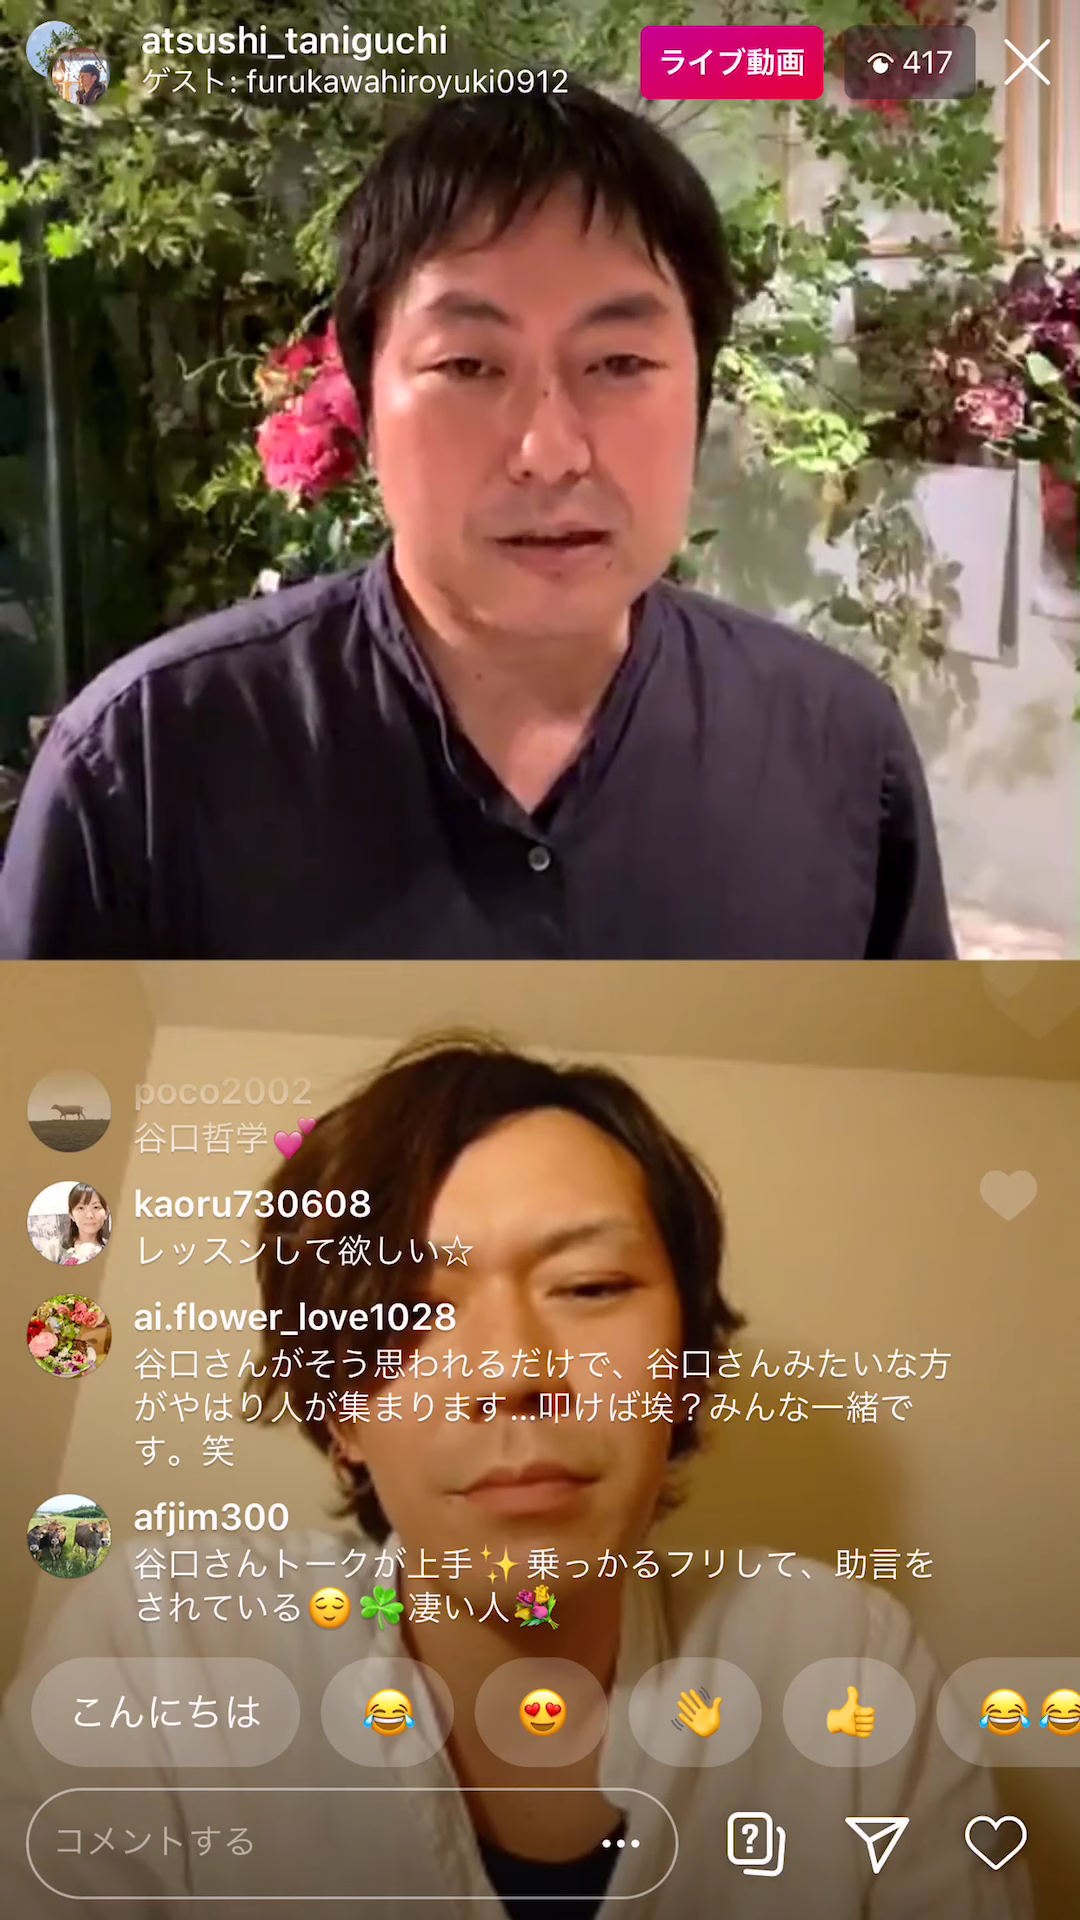 atsushi_taniguchi
ゲスト: furukawahiroyuki0912
ライブ動画
417
poco2002
谷口哲学💕
kaoru730608
レッスンして欲しい☆
ai.flower_love1028
谷口さんがそう思われるだけで、谷口さんみたいな方
がやはり人が集まります...叩けば埃？みんな一緒で
す。笑
afjim300
谷口さんトークが上手✨乗っかるフリして、助言を
されている😌☘️凄い人💐
こんにちは 😂 😍 👋 👍 😂😂
コメントする